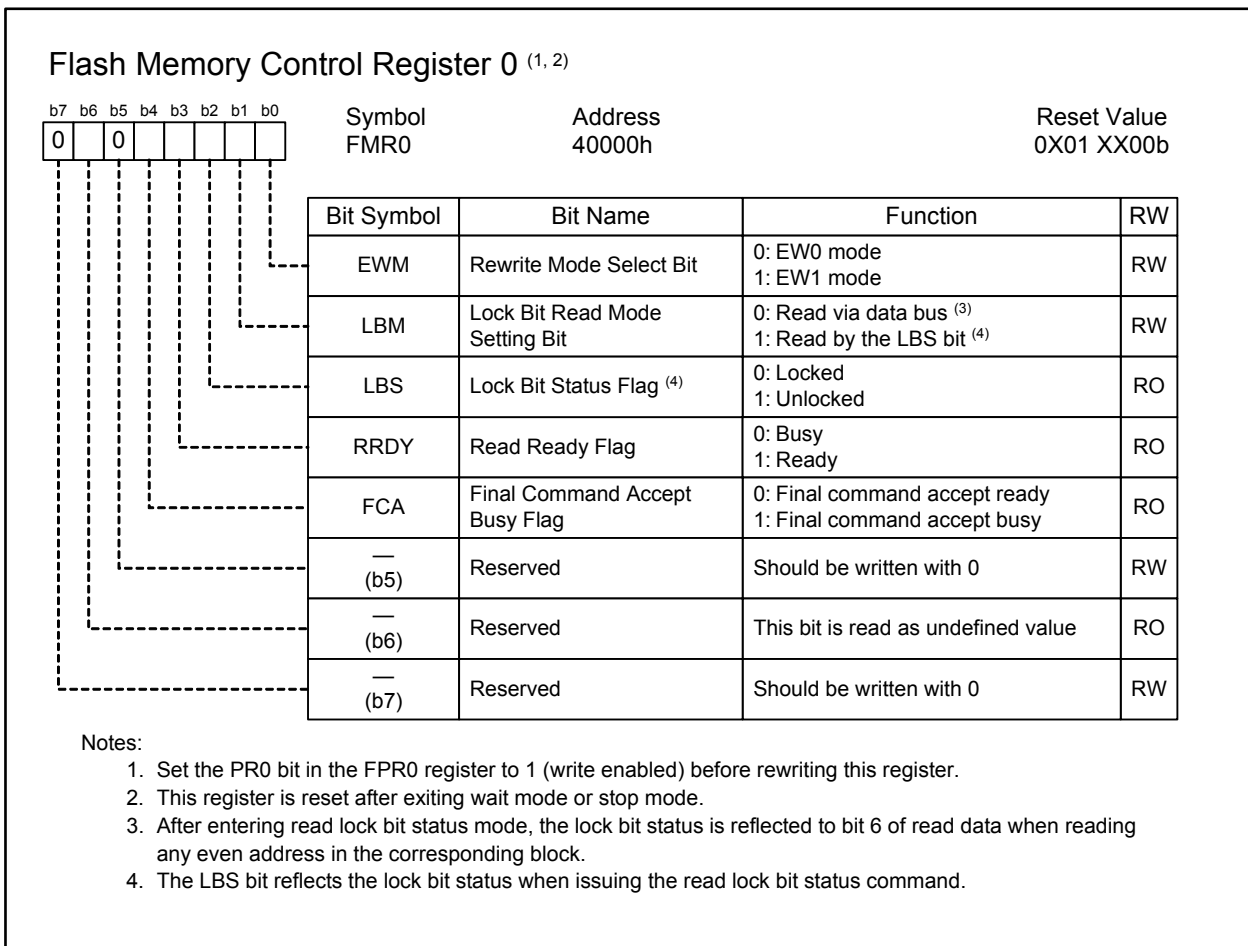 Flash Memory Control Register 0 (1, 2)
b7 b6 b5 b4 b3 b2 b1 b0
0 0
Symbol Address Reset Value
FMR0 40000h 0X01 XX00b
Bit Symbol Bit Name Function RW
EWM Rewrite Mode Select Bit 0: EW0 mode RW
1: EW1 mode
LBM Lock Bit Read Mode 0: Read via data bus (3) RW
Setting Bit 1: Read by the LBS bit (4)
LBS Lock Bit Status Flag (4) 0: Locked RO
1: Unlocked
RRDY Read Ready Flag 0: Busy RO
1: Ready
FCA Final Command Accept 0: Final command accept ready RO
Busy Flag 1: Final command accept busy
— Reserved Should be written with 0 RW
(b5)
— Reserved This bit is read as undefined value RO
(b6)
— Reserved Should be written with 0 RW
(b7)
Notes:
1. Set the PR0 bit in the FPR0 register to 1 (write enabled) before rewriting this register.
2. This register is reset after exiting wait mode or stop mode.
3. After entering read lock bit status mode, the lock bit status is reflected to bit 6 of read data when reading
any even address in the corresponding block.
4. The LBS bit reflects the lock bit status when issuing the read lock bit status command.